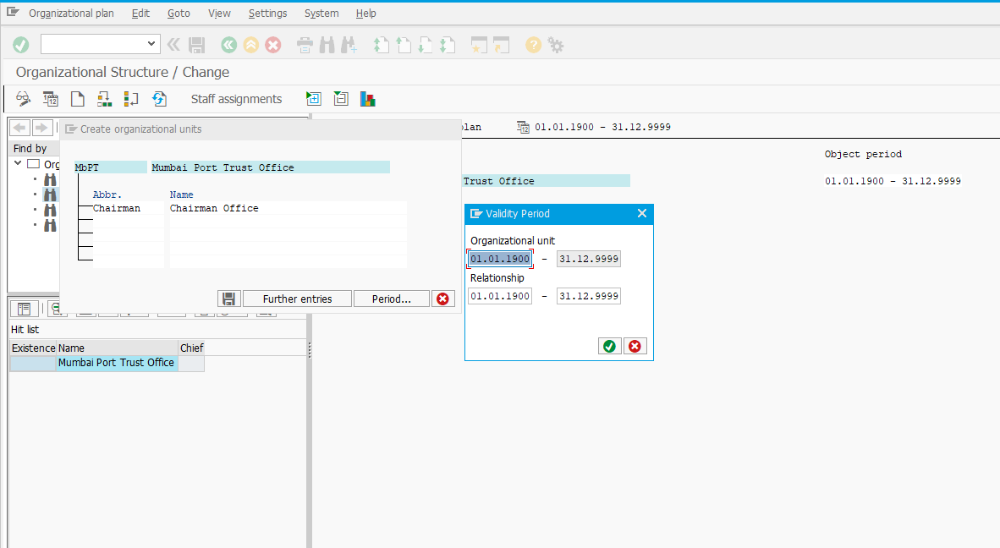 Organizational plan Edit Goto View Settings System Help
Organizational Structure / Change
Staff assignments
Create organizational units
lan 01.01.1900 - 31.12.9999
Find by
Org
MbPT Mumbai Port Trust Office
Object period
Trust Office 01.01.1900 - 31.12.9999
Abbr. Name
Chairman Chairman Office
Validity Period
Organizational unit
01.01.1900 - 31.12.9999
Relationship
01.01.1900 - 31.12.9999
Further entries Period...
Hit list
Existence Name Chief
Mumbai Port Trust Office